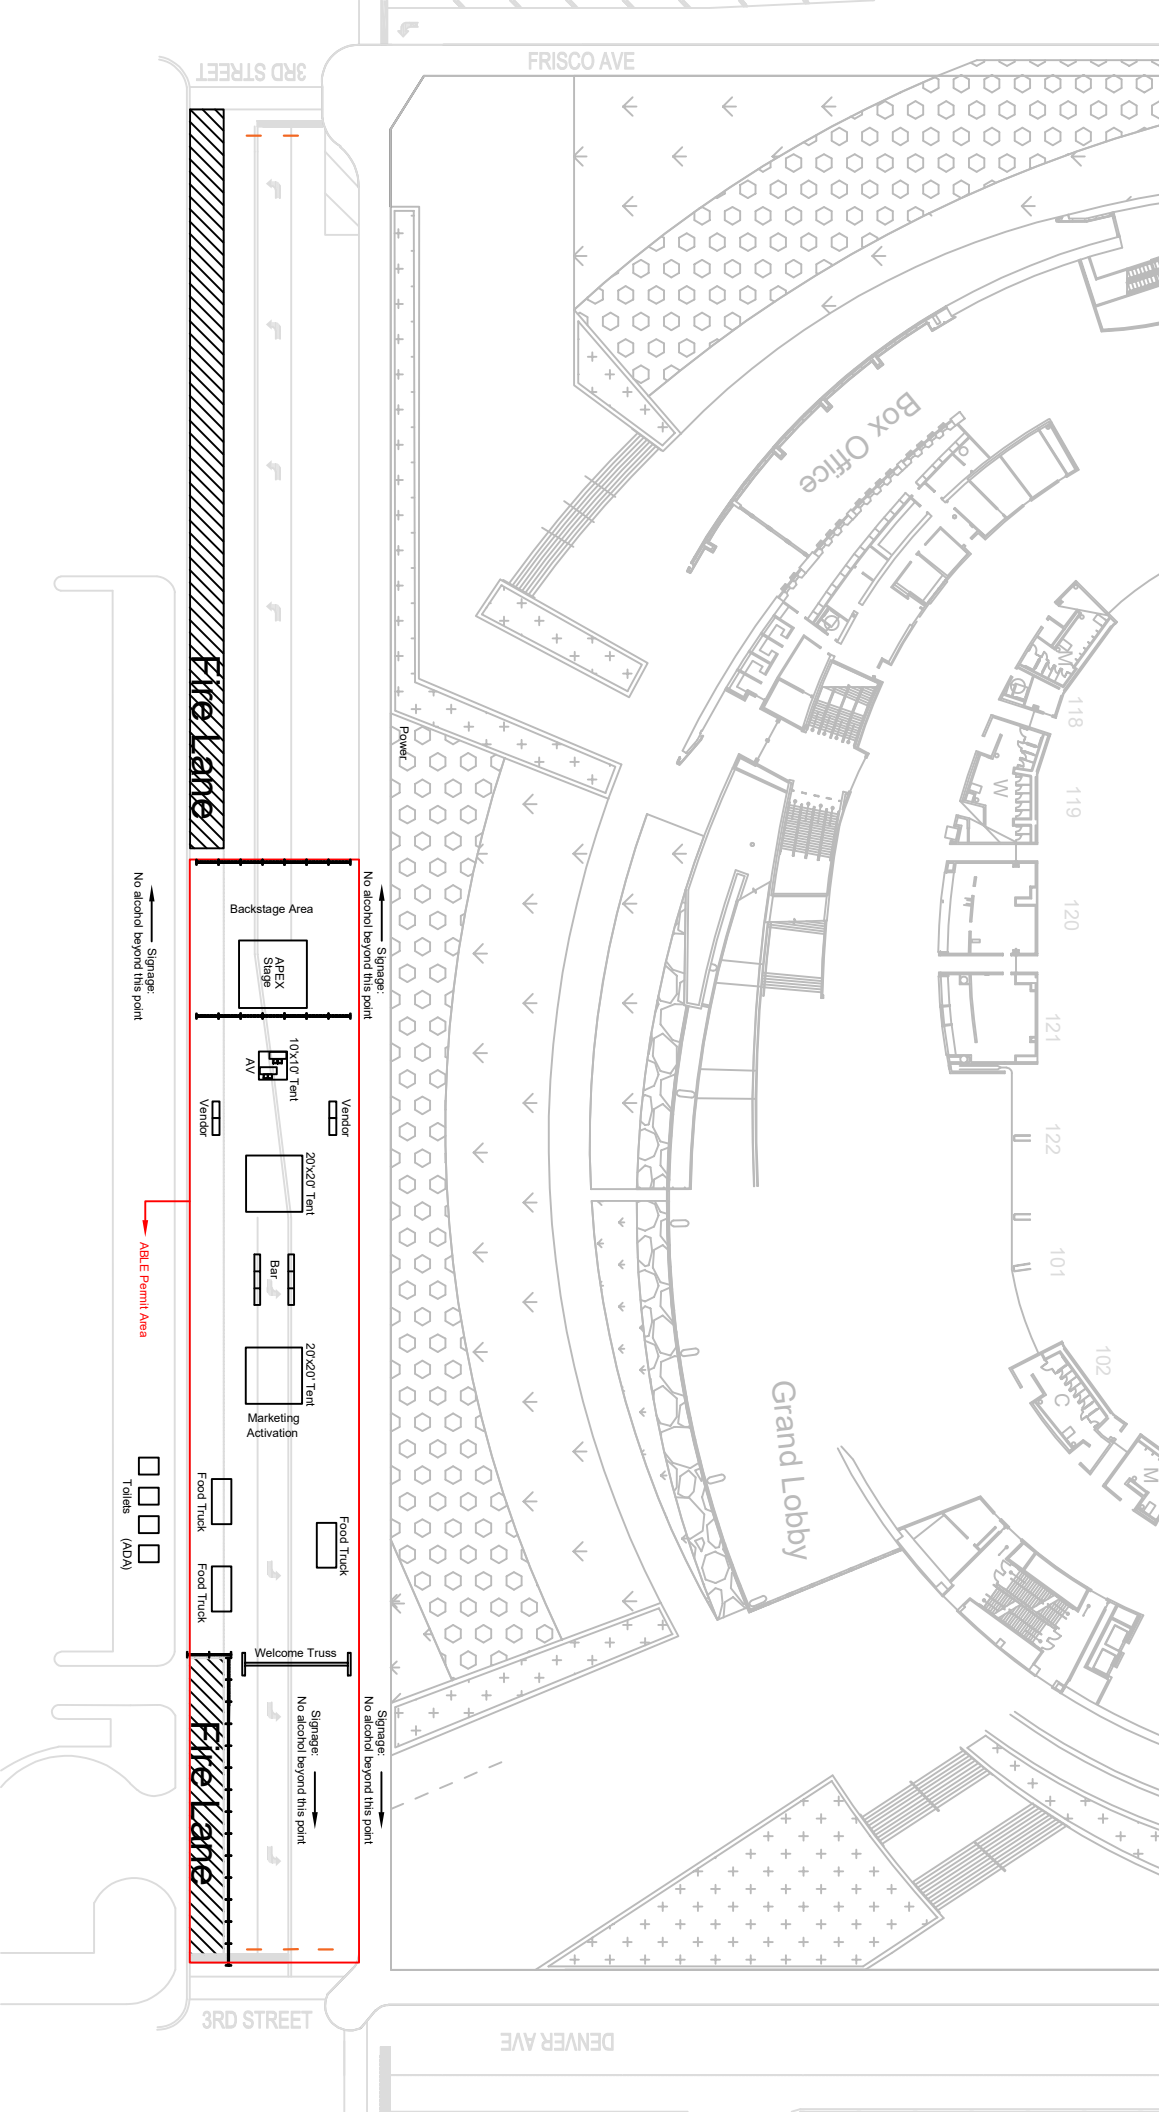 3RD STREET
FRISCO AVE
Box Office
Fire Lane
Power
M
118
W
119
120
121
122
101
102
C
M
Backstage Area
APEX
Stage
Signage:
No alcohol beyond this point
Signage:
No alcohol beyond this point
10'x10' Tent
AV
Vendor
Vendor
20'x20' Tent
Bar
ABLE Permit Area
20'x20' Tent
Marketing
Activation
Grand Lobby
Toilets
(ADA)
Food Truck
Food Truck
Food Truck
Welcome Truss
Signage:
No alcohol beyond this point
Signage:
No alcohol beyond this point
Fire Lane
3RD STREET
DENVER AVE